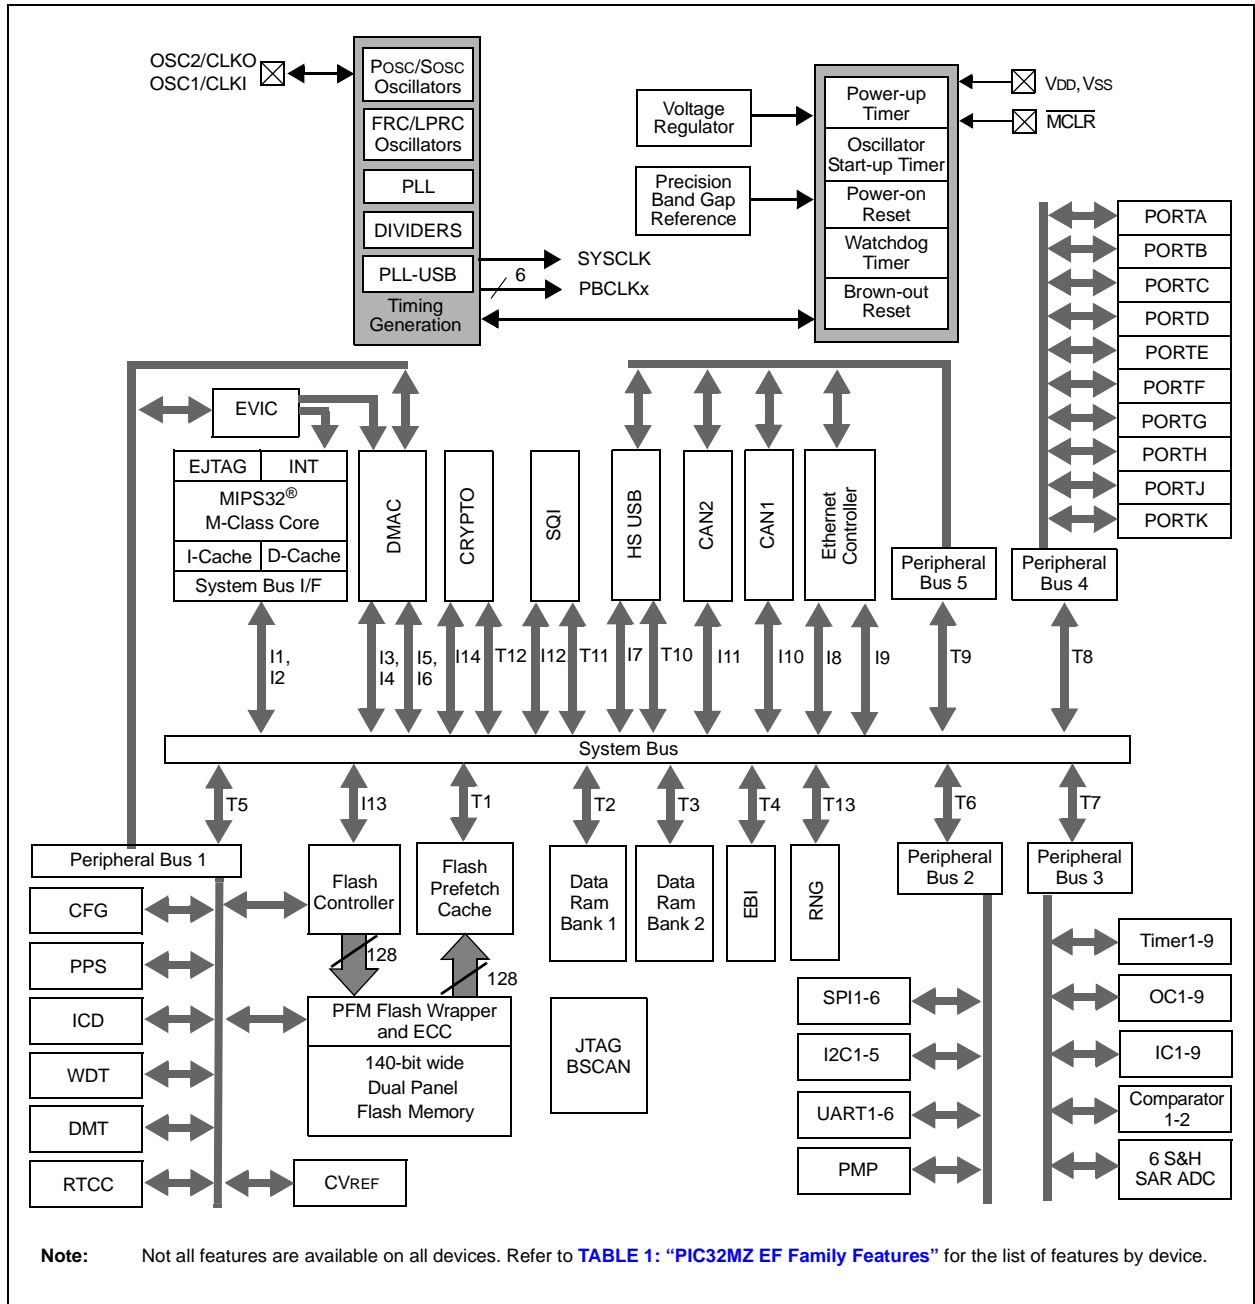 OSC2/CLKO
OSC1/CLKI
POSC/SOSC
Oscillators
FRC/LPRC
Oscillators
PLL
DIVIDERS
PLL-USB
Timing
Generation
6
SYSCLK
PBCLKx
Voltage
Regulator
Precision
Band Gap
Reference
Power-up
Timer
Oscillator
Start-up Timer
Power-on
Reset
Watchdog
Timer
Brown-out
Reset
VDD, VSS
MCLR
PORTA
PORTB
PORTC
PORTD
PORTE
PORTF
PORTG
PORTH
PORTJ
PORTK
EVIC
EJTAG
INT
MIPS32®
M-Class Core
I-Cache
D-Cache
System Bus I/F
DMAC
CRYPTO
SQI
HS USB
CAN2
CAN1
Ethernet
Controller
Peripheral
Bus 5
Peripheral
Bus 4
I1,
I2
I3,
I4
I5,
I6
I14
T12
I12
T11
I7
T10
I11
I10
I8
I9
T9
T8
System Bus
T5
I13
T1
T2
T3
T4
T13
T6
T7
Peripheral Bus 1
Flash
Controller
Flash
Prefetch
Cache
Data
Ram
Bank 1
Data
Ram
Bank 2
EBI
RNG
Peripheral
Bus 2
Peripheral
Bus 3
CFG
PPS
ICD
WDT
DMT
RTCC
128
128
PFM Flash Wrapper
and ECC
140-bit wide
Dual Panel
Flash Memory
CVREF
JTAG
BSCAN
SPI1-6
I2C1-5
UART1-6
PMP
Timer1-9
OC1-9
IC1-9
Comparator
1-2
6 S&H
SAR ADC
Note: Not all features are available on all devices. Refer to TABLE 1: “PIC32MZ EF Family Features” for the list of features by device.